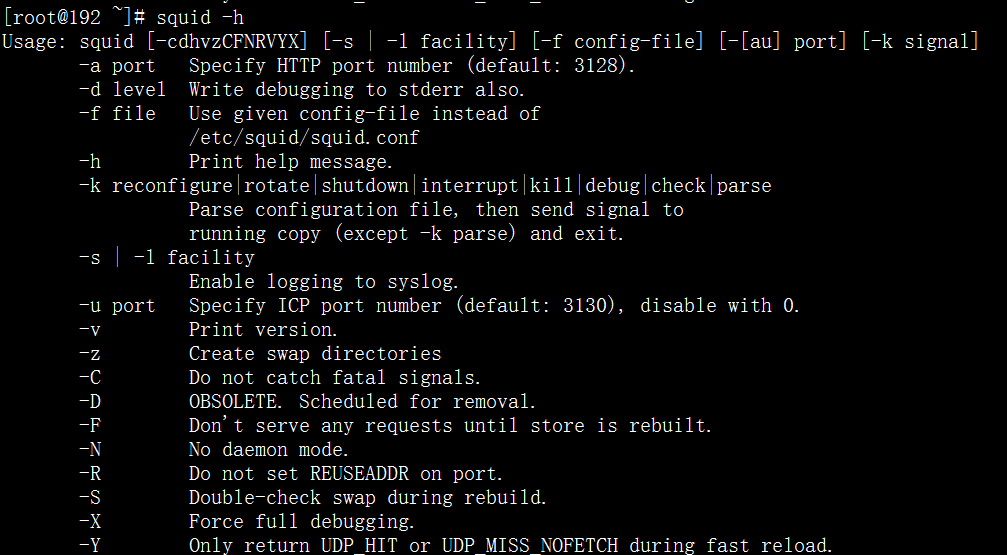 [root@192 ~]# squid -h
Usage: squid [-cdhvzCFNRVYX] [-s | -l facility] [-f config-file] [-[au] port] [-k signal]
-a port   Specify HTTP port number (default: 3128).
-d level  Write debugging to stderr also.
-f file   Use given config-file instead of
/etc/squid/squid.conf
-h        Print help message.
-k reconfigure|rotate|shutdown|interrupt|kill|debug|check|parse
Parse configuration file, then send signal to
running copy (except -k parse) and exit.
-s | -l facility
Enable logging to syslog.
-u port   Specify ICP port number (default: 3130), disable with 0.
-v        Print version.
-z        Create swap directories
-C        Do not catch fatal signals.
-D        OBSOLETE. Scheduled for removal.
-F        Don't serve any requests until store is rebuilt.
-N        No daemon mode.
-R        Do not set REUSEADDR on port.
-S        Double-check swap during rebuild.
-X        Force full debugging.
-Y        Only return UDP_HIT or UDP_MISS_NOFETCH during fast reload.